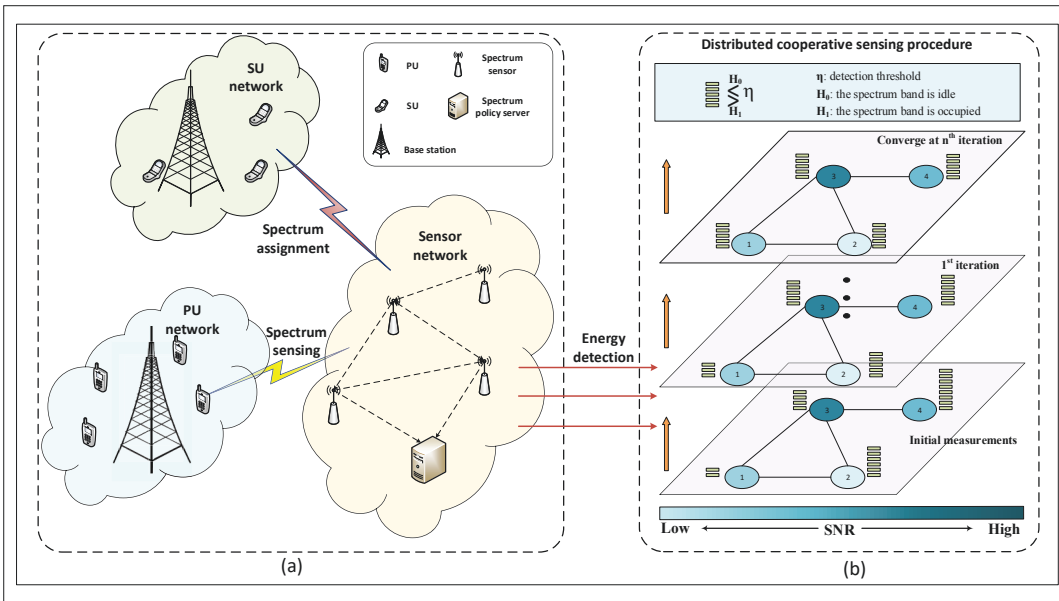 SU
network
PU
SU
Base station
Spectrum
sensor
Spectrum
policy server
Spectrum
assignment
Sensor
network
PU
network
Spectrum
sensing
Energy
detection
(a)
Distributed cooperative sensing procedure
H0
≶ η
H1
η: detection threshold
H0: the spectrum band is idle
H1: the spectrum band is occupied
Converge at nth iteration
3
4
1
2
1st iteration
3
4
1
2
3
4
Initial measurements
1
2
Low
SNR
High
(b)